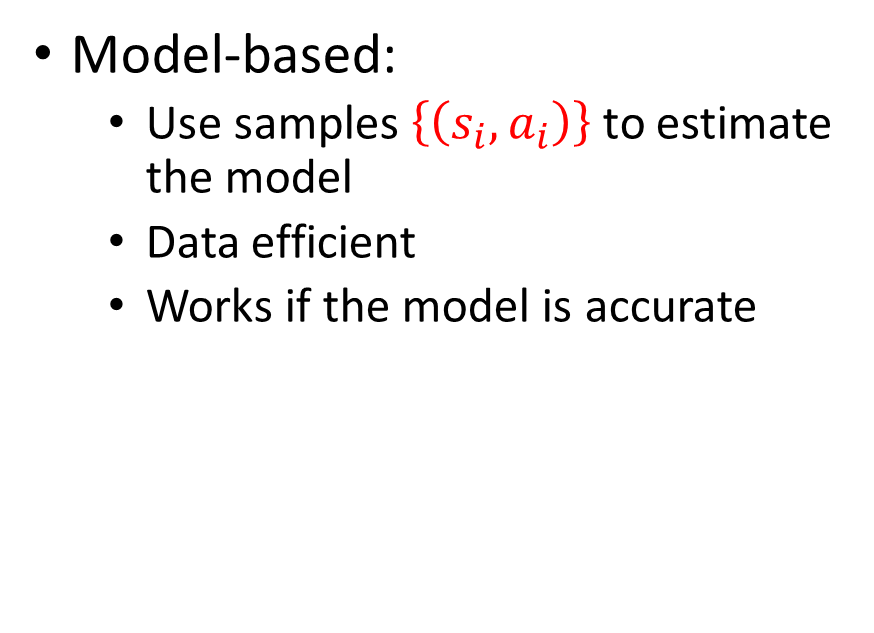 • Model-based:
• Use samples {(sᵢ, aᵢ)} to estimate
the model
• Data efficient
• Works if the model is accurate